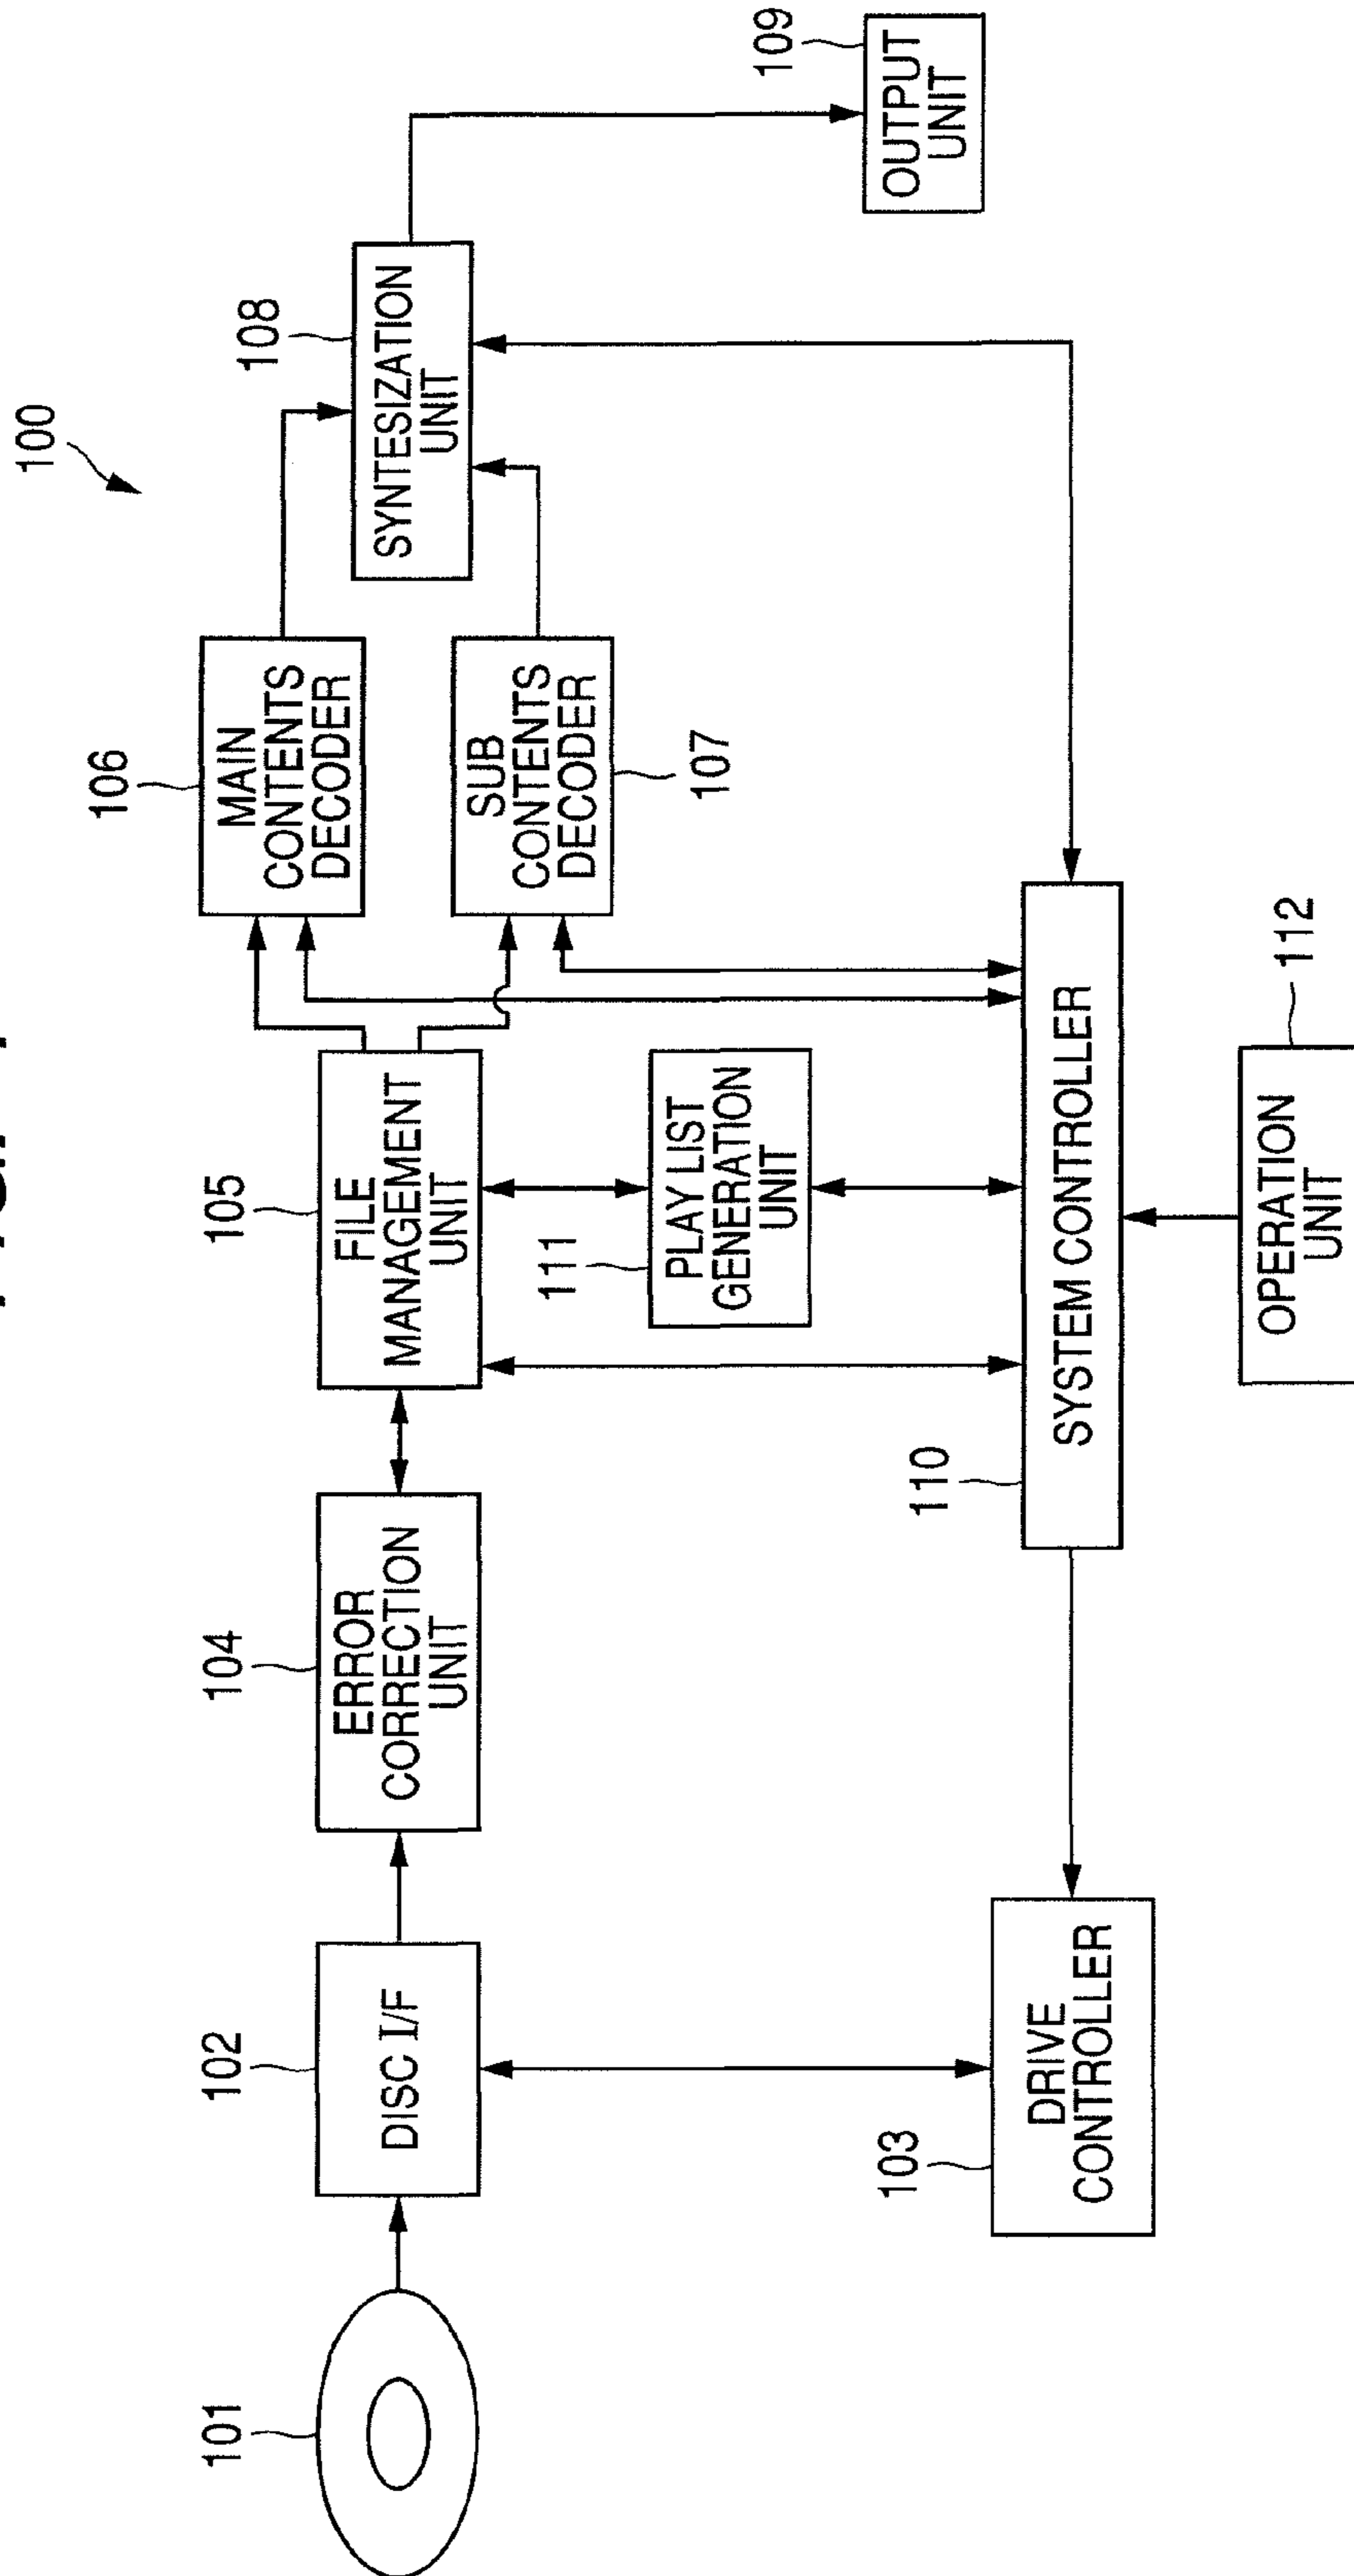 100
101
102
DISC I/F
104
ERROR
CORRECTION
UNIT
105
FILE
MANAGEMENT
UNIT
106
MAIN
CONTENTS
DECODER
SUB
CONTENTS
DECODER
107
108
SYNTESIZATION
UNIT
109
OUTPUT
UNIT
111
PLAY LIST
GENERATION
UNIT
103
DRIVE
CONTROLLER
110
SYSTEM CONTROLLER
112
OPERATION
UNIT